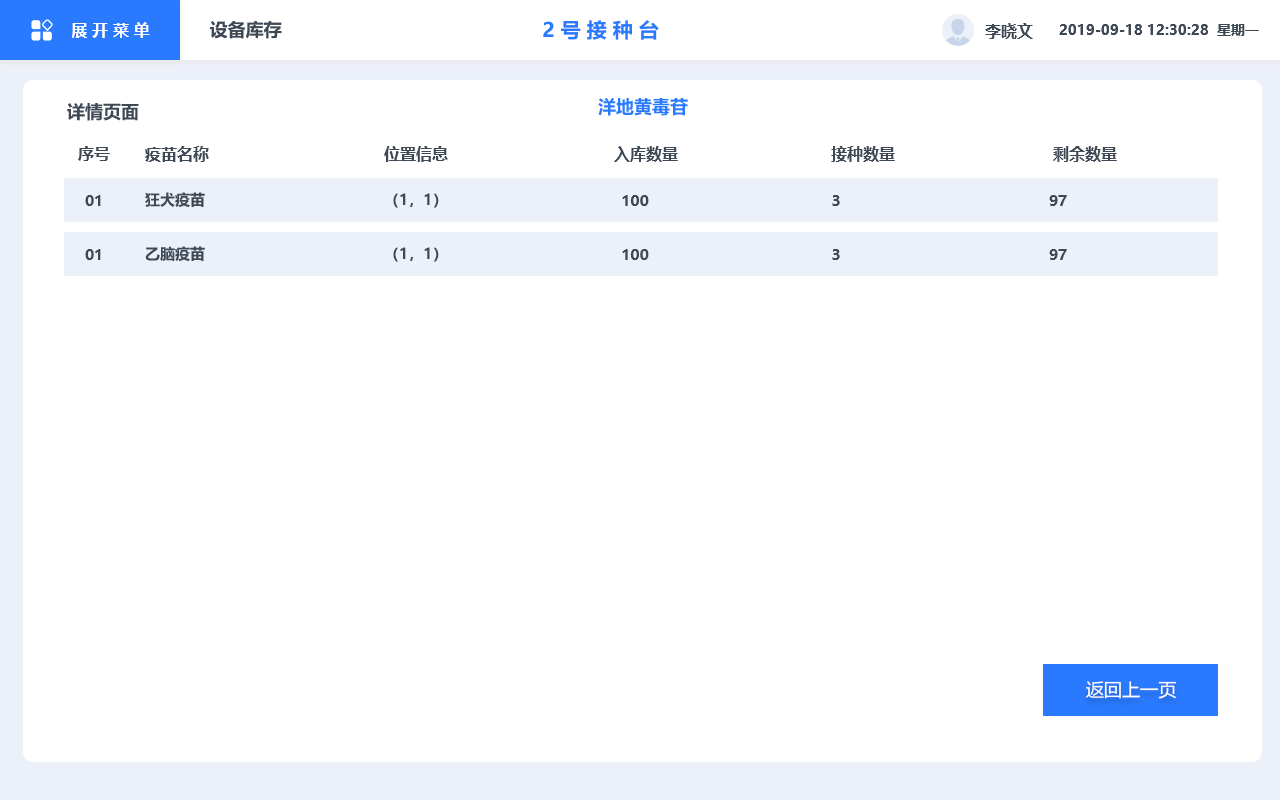 展开菜单 设备库存 2号接种台 李晓文 2019-09-18 12:30:28 星期一
详情页面 洋地黄毒苷
序号 疫苗名称 位置信息 入库数量 接种数量 剩余数量
01 狂犬疫苗 （1，1） 100 3 97
01 乙脑疫苗 （1，1） 100 3 97
返回上一页